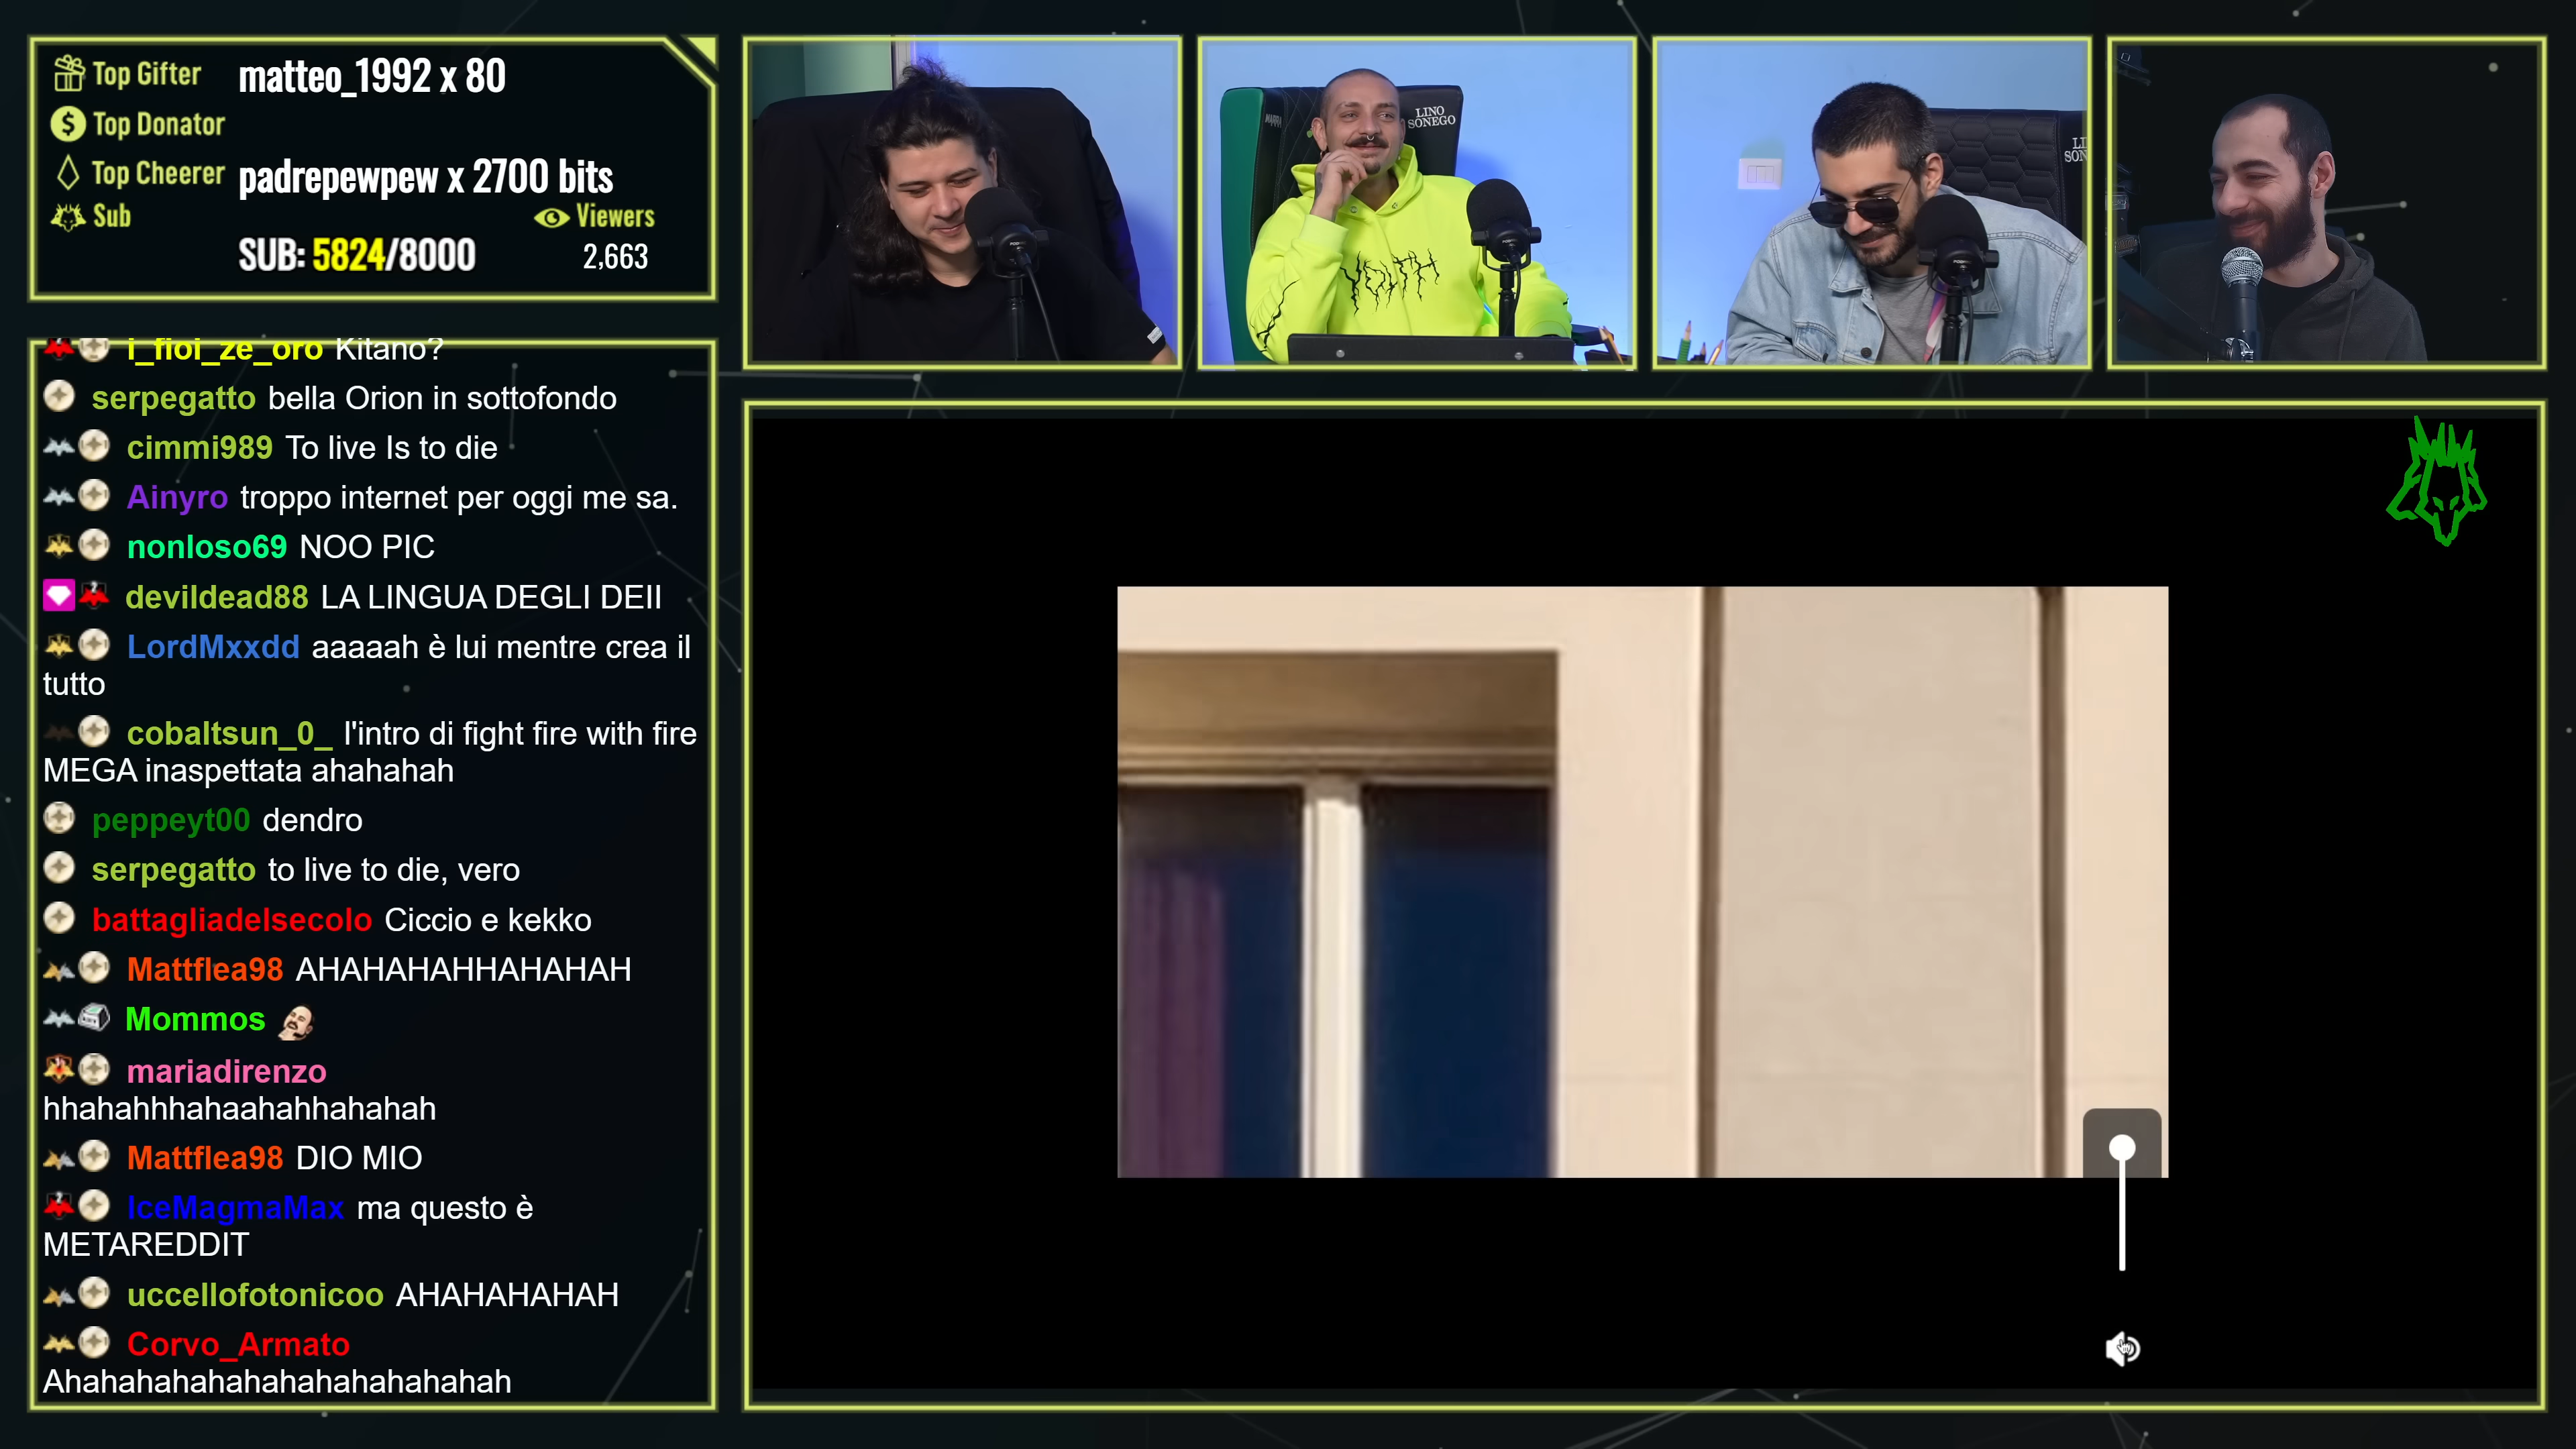 Top Gifter matteo_1992 x 80
Top Donator
Top Cheerer padrepewpew x 2700 bits
Sub Viewers
SUB: 5824/8000 2,663
LINO
SONEGO
i_fioi_ze_oro Kitano?
serpegatto bella Orion in sottofondo
cimmi989 To live Is to die
Ainyro troppo internet per oggi me sa.
nonloso69 NOO PIC
devildead88 LA LINGUA DEGLI DEII
LordMxxdd aaaaah è lui mentre crea il
tutto
cobaltsun_0_ l'intro di fight fire with fire
MEGA inaspettata ahahahah
peppeyt00 dendro
serpegatto to live to die, vero
battagliadelsecolo Ciccio e kekko
Mattflea98 AHAHAHAHHAHAHAH
Mommos
mariadirenzo
hhahahhhahaahahhahahah
Mattflea98 DIO MIO
IceMagmaMax ma questo è
METAREDDIT
uccellofotonicoo AHAHAHAHAH
Corvo_Armato
Ahahahahahahahahahahahahah